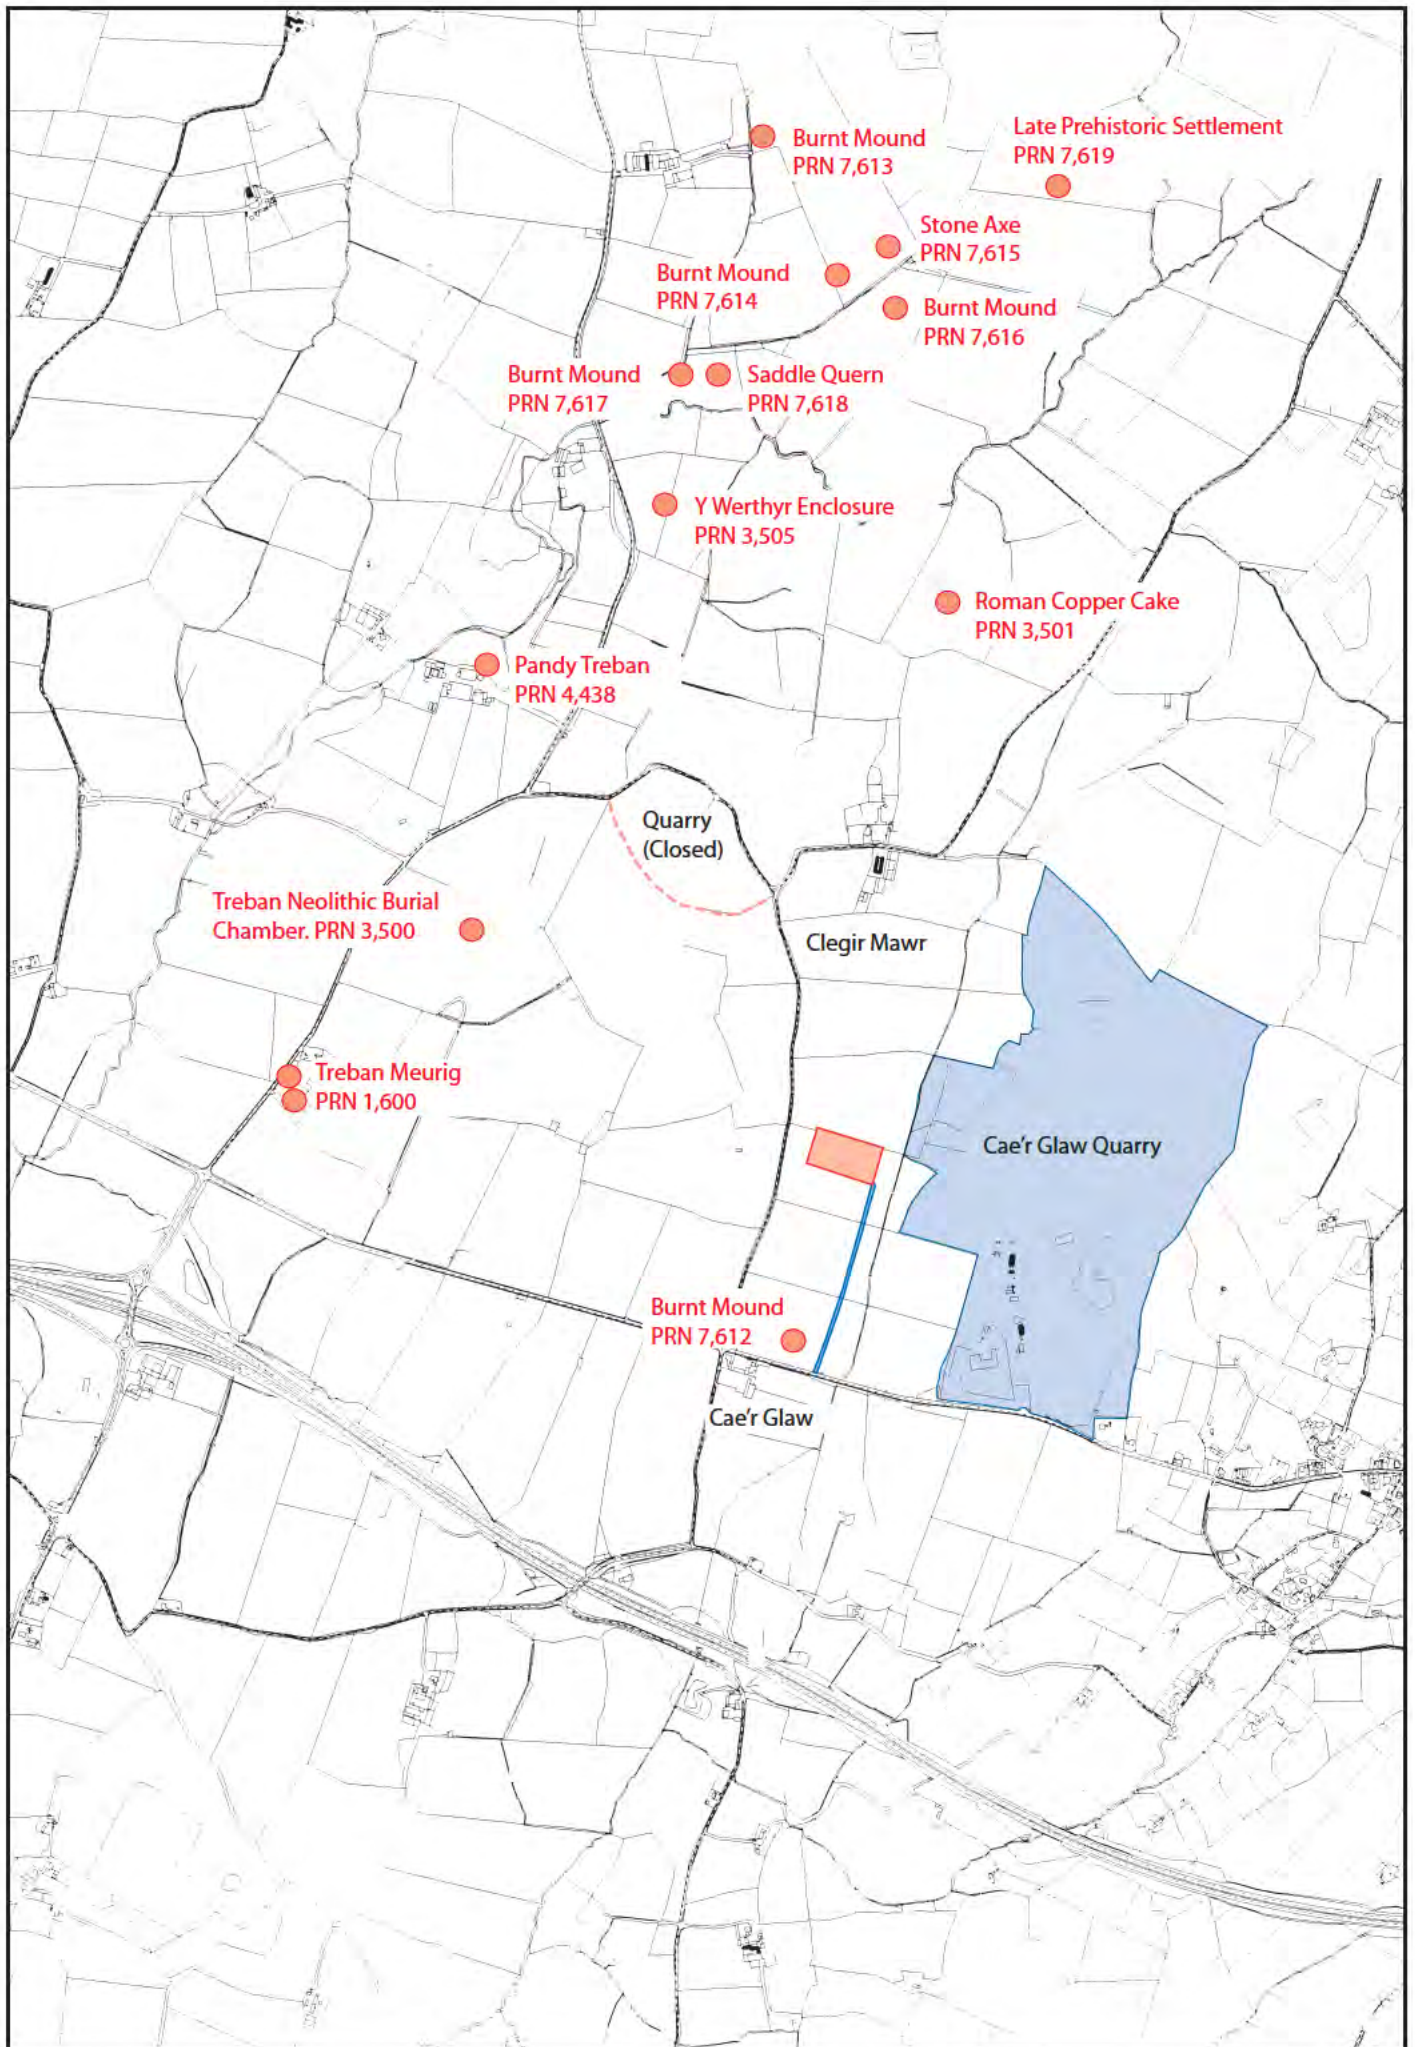 Burnt Mound
PRN 7,613
Late Prehistoric Settlement
PRN 7,619
Stone Axe
PRN 7,615
Burnt Mound
PRN 7,614
Burnt Mound
PRN 7,616
Burnt Mound
PRN 7,617
Saddle Quern
PRN 7,618
Y Werthyr Enclosure
PRN 3,505
Roman Copper Cake
PRN 3,501
Pandy Treban
PRN 4,438
Quarry
(Closed)
Treban Neolithic Burial
Chamber. PRN 3,500
Clegir Mawr
Treban Meurig
PRN 1,600
Cae'r Glaw Quarry
Burnt Mound
PRN 7,612
Cae'r Glaw